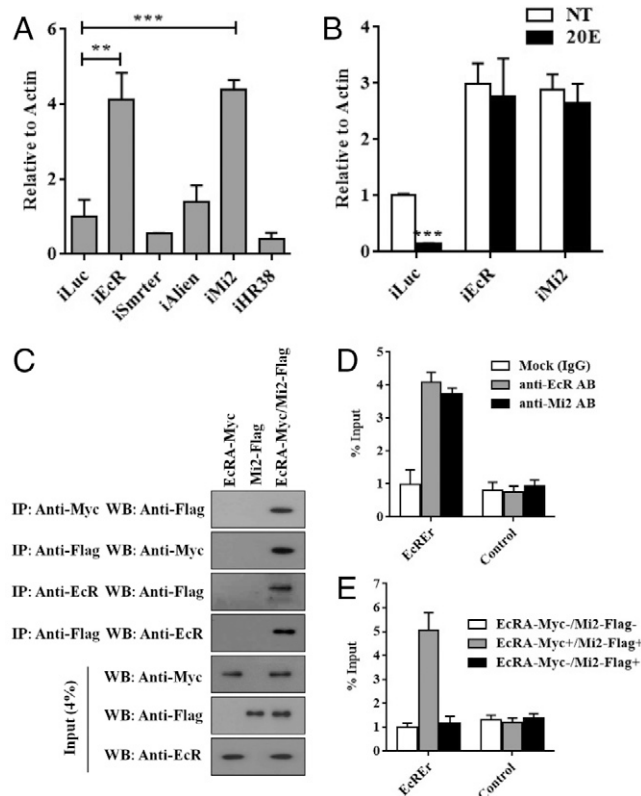 A
***
**
Relative to Actin
6
4
2
0
iLuc
iEcR
iSmrter
iAlien
iMi2
iHR38
B
NT
20E
Relative to Actin
4
3
2
1
0
***
iLuc
iEcR
iMi2
C
EcRA-Myc
Mi2-Flag
EcRA-Myc/Mi2-Flag
IP: Anti-Myc WB: Anti-Flag
IP: Anti-Flag WB: Anti-Myc
IP: Anti-EcR WB: Anti-Flag
IP: Anti-Flag WB: Anti-EcR
Input (4%)
WB: Anti-Myc
WB: Anti-Flag
WB: Anti-EcR
D
Mock (IgG)
anti-EcR AB
anti-Mi2 AB
% Input
5
4
3
2
1
0
EcREr
Control
E
EcRA-Myc-/Mi2-Flag-
EcRA-Myc+/Mi2-Flag+
EcRA-Myc-/Mi2-Flag+
% Input
7
6
5
4
3
2
1
0
EcREr
Control